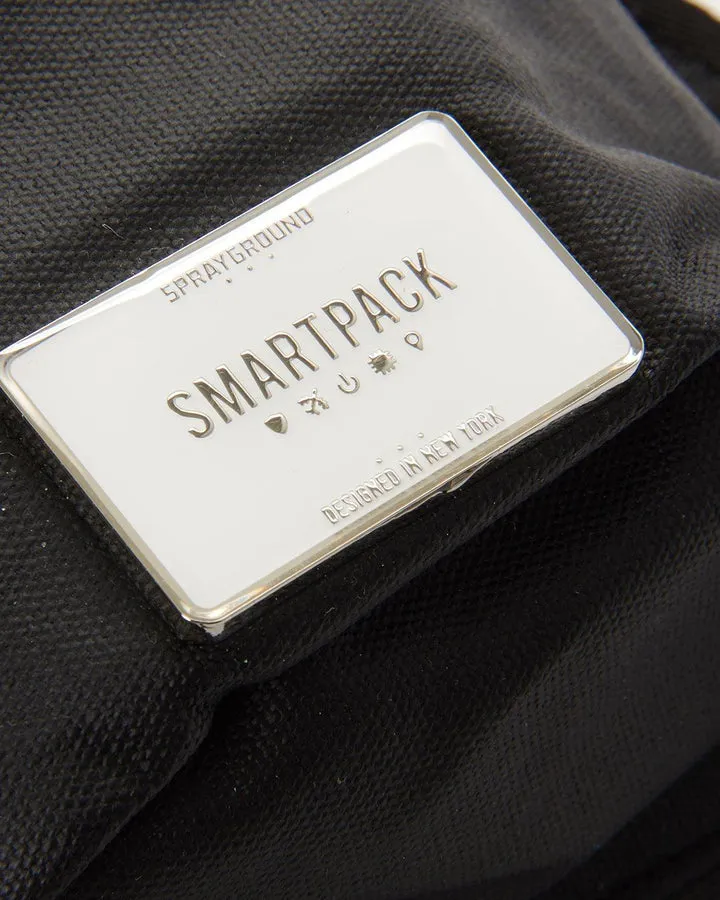 SPRAYGROUND
SMARTPACK
DESIGNED IN NEW YORK